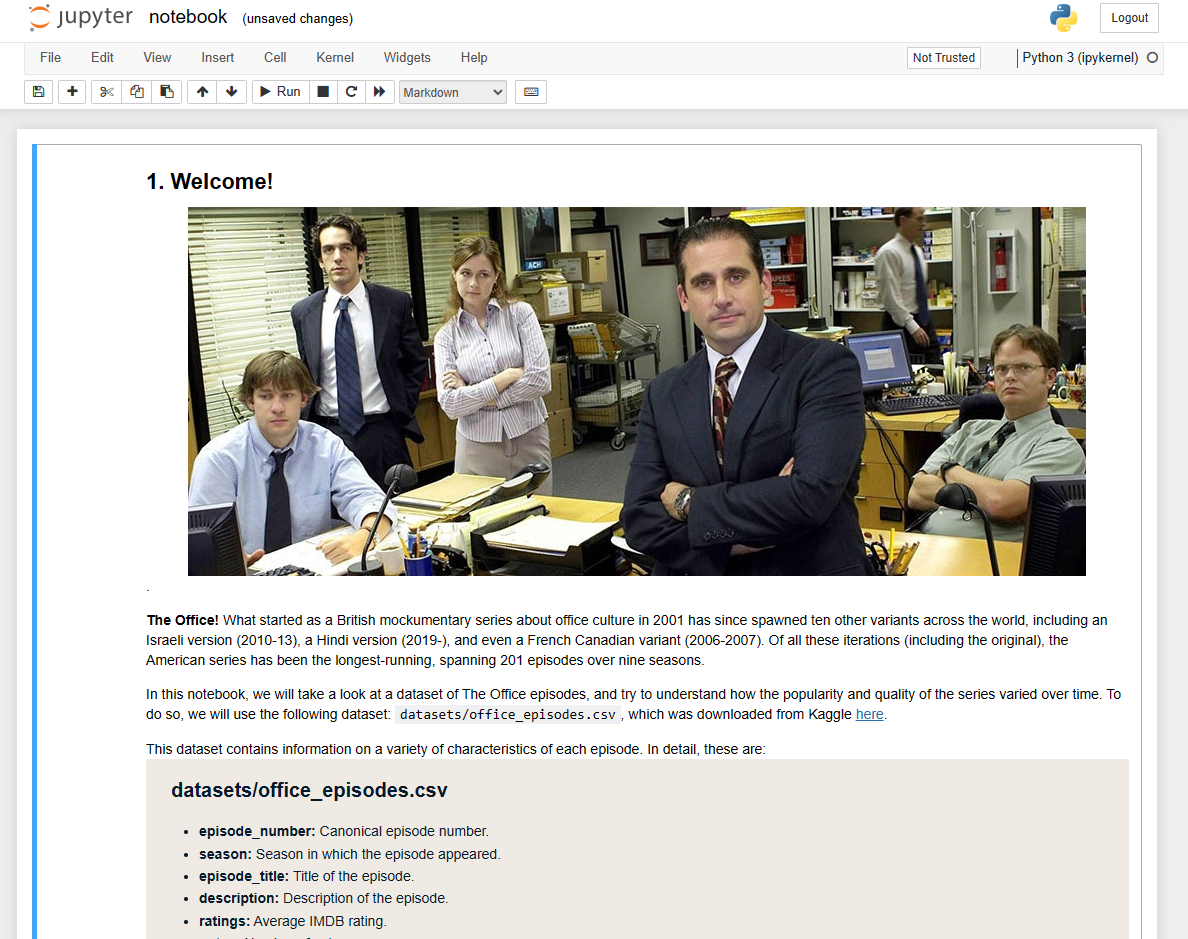 jupyter notebook (unsaved changes) Logout
File Edit View Insert Cell Kernel Widgets Help Not Trusted Python 3 (ipykernel)
Run Markdown
1. Welcome!
ACH
.
The Office! What started as a British mockumentary series about office culture in 2001 has since spawned ten other variants across the world, including an
Israeli version (2010-13), a Hindi version (2019-), and even a French Canadian variant (2006-2007). Of all these iterations (including the original), the
American series has been the longest-running, spanning 201 episodes over nine seasons.
In this notebook, we will take a look at a dataset of The Office episodes, and try to understand how the popularity and quality of the series varied over time. To
do so, we will use the following dataset: datasets/office_episodes.csv, which was downloaded from Kaggle here.
This dataset contains information on a variety of characteristics of each episode. In detail, these are:
datasets/office_episodes.csv
• episode_number: Canonical episode number.
• season: Season in which the episode appeared.
• episode_title: Title of the episode.
• description: Description of the episode.
• ratings: Average IMDB rating.